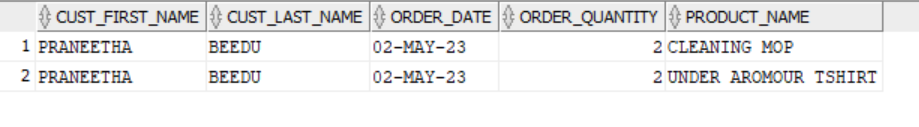 CUST_FIRST_NAME CUST_LAST_NAME ORDER_DATE ORDER_QUANTITY PRODUCT_NAME
1 PRANEETHA BEEDU 02-MAY-23 2 CLEANING MOP
2 PRANEETHA BEEDU 02-MAY-23 2 UNDER AROMOUR TSHIRT